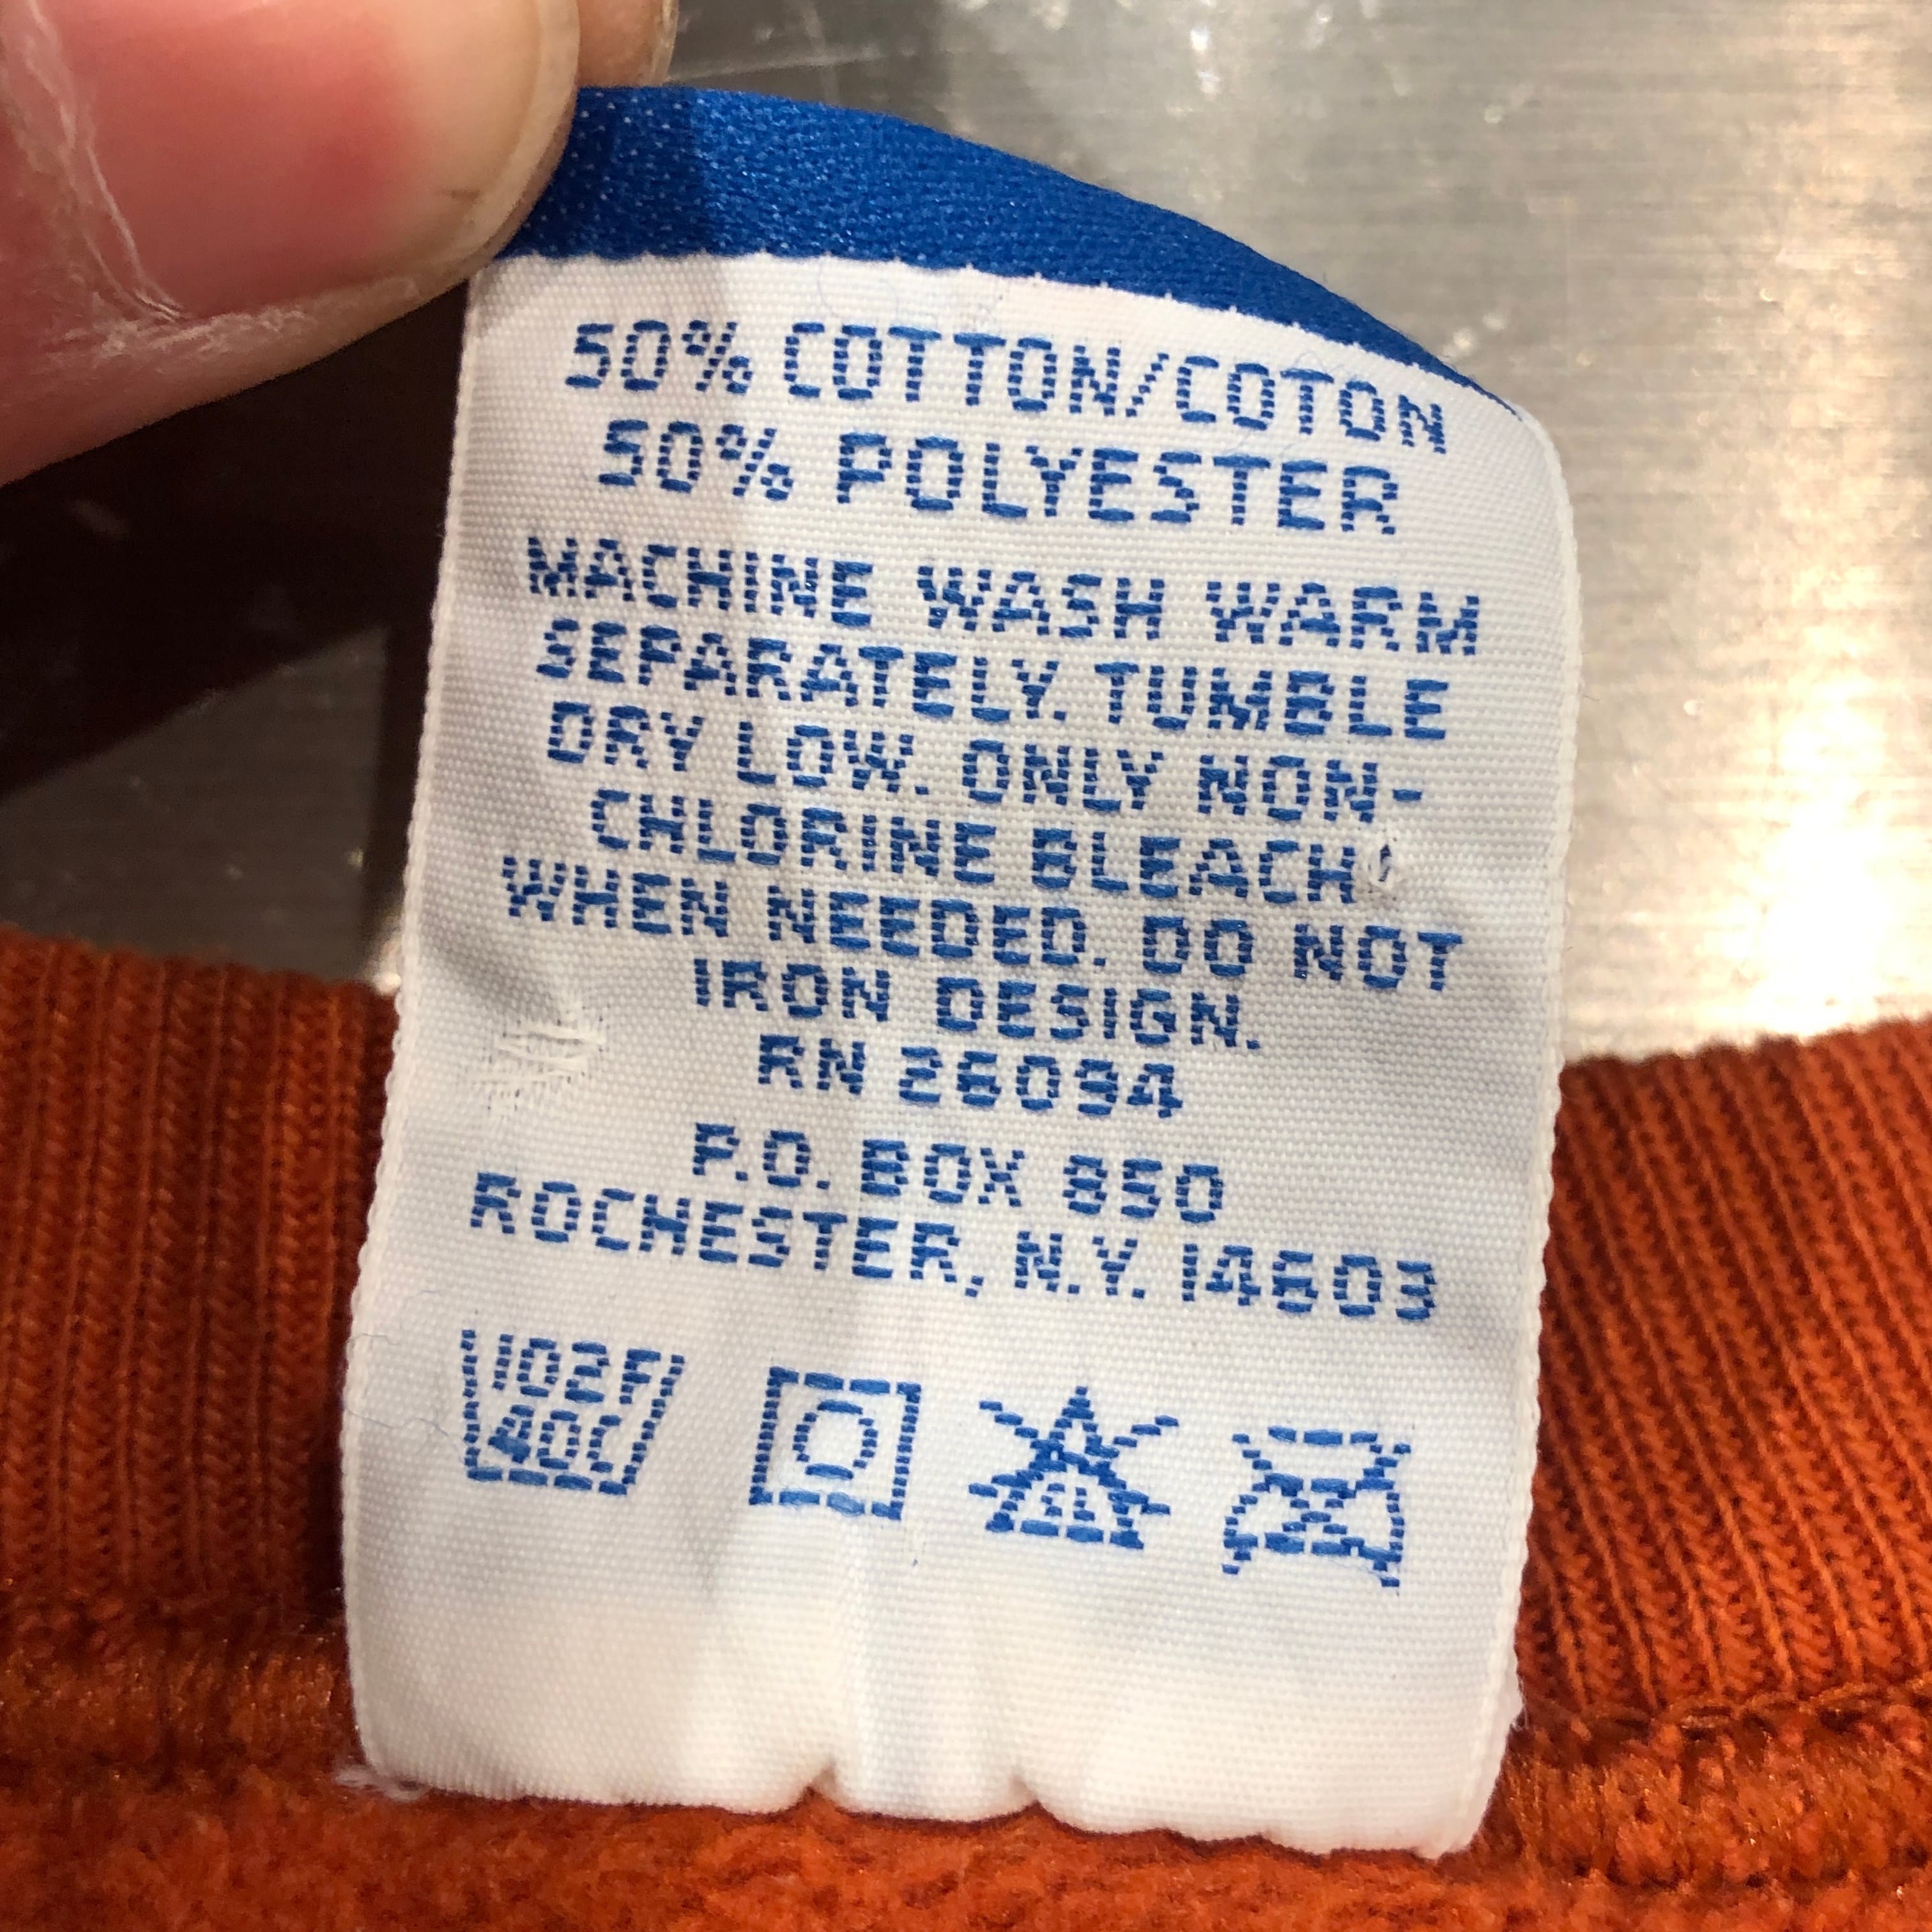 50% COTTON/COTON
50% POLYESTER
MACHINE WASH WARM
SEPARATELY. TUMBLE
DRY LOW. ONLY NON-
CHLORINE BLEACH
WHEN NEEDED. DO NOT
IRON DESIGN.
RN 26094
P.O. BOX 850
ROCHESTER, N.Y. 14603
102F
40C
CL